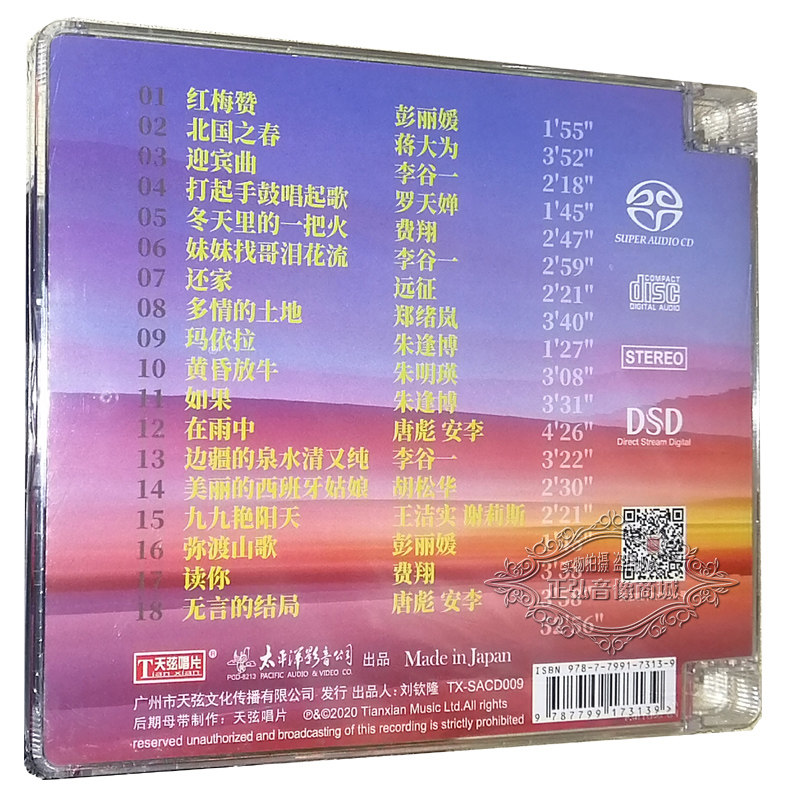 01 红梅赞 彭丽媛 1'55"
02 北国之春 蒋大为 3'52"
03 迎宾曲 李谷一 2'18"
04 打起手鼓唱起歌 罗天婵 1'45"
05 冬天里的一把火 费翔 2'47"
06 妹妹找哥泪花流 李谷一 2'59"
07 还家 远征 2'21"
08 多情的土地 郑绪岚 3'40"
09 玛依拉 朱逢博 1'27"
10 黄昏放牛 朱明瑛 3'08"
11 如果 朱逢博 3'31"
12 在雨中 唐彪 安李 4'26"
13 边疆的泉水清又纯 李谷一 3'22"
14 美丽的西班牙姑娘 胡松华 2'30"
15 九九艳阳天 王洁实 谢莉斯 2'21"
16 弥渡山歌 彭丽媛
17 读你 费翔
18 无言的结局 唐彪 安李
SUPER AUDIO CD
COMPACT
disc
DIGITAL AUDIO
STEREO
DSD
Direct Stream Digital
正弘音像商城
天弦唱片 ®
Tian xian
PCD-6213
太平洋影音公司
PACIFIC AUDIO & VIDEO CO.
出品
Made in Japan
广州市天弦文化传播有限公司 发行 出品人：刘钦隆 TX-SACD009
后期母带制作：天弦唱片 ℗&©2020 Tianxian Music Ltd.All rights
reserved unauthorized and broadcasting of this recording is strictly prohibited
ISBN 978-7-7991-7313-9
9 787799 173139 >